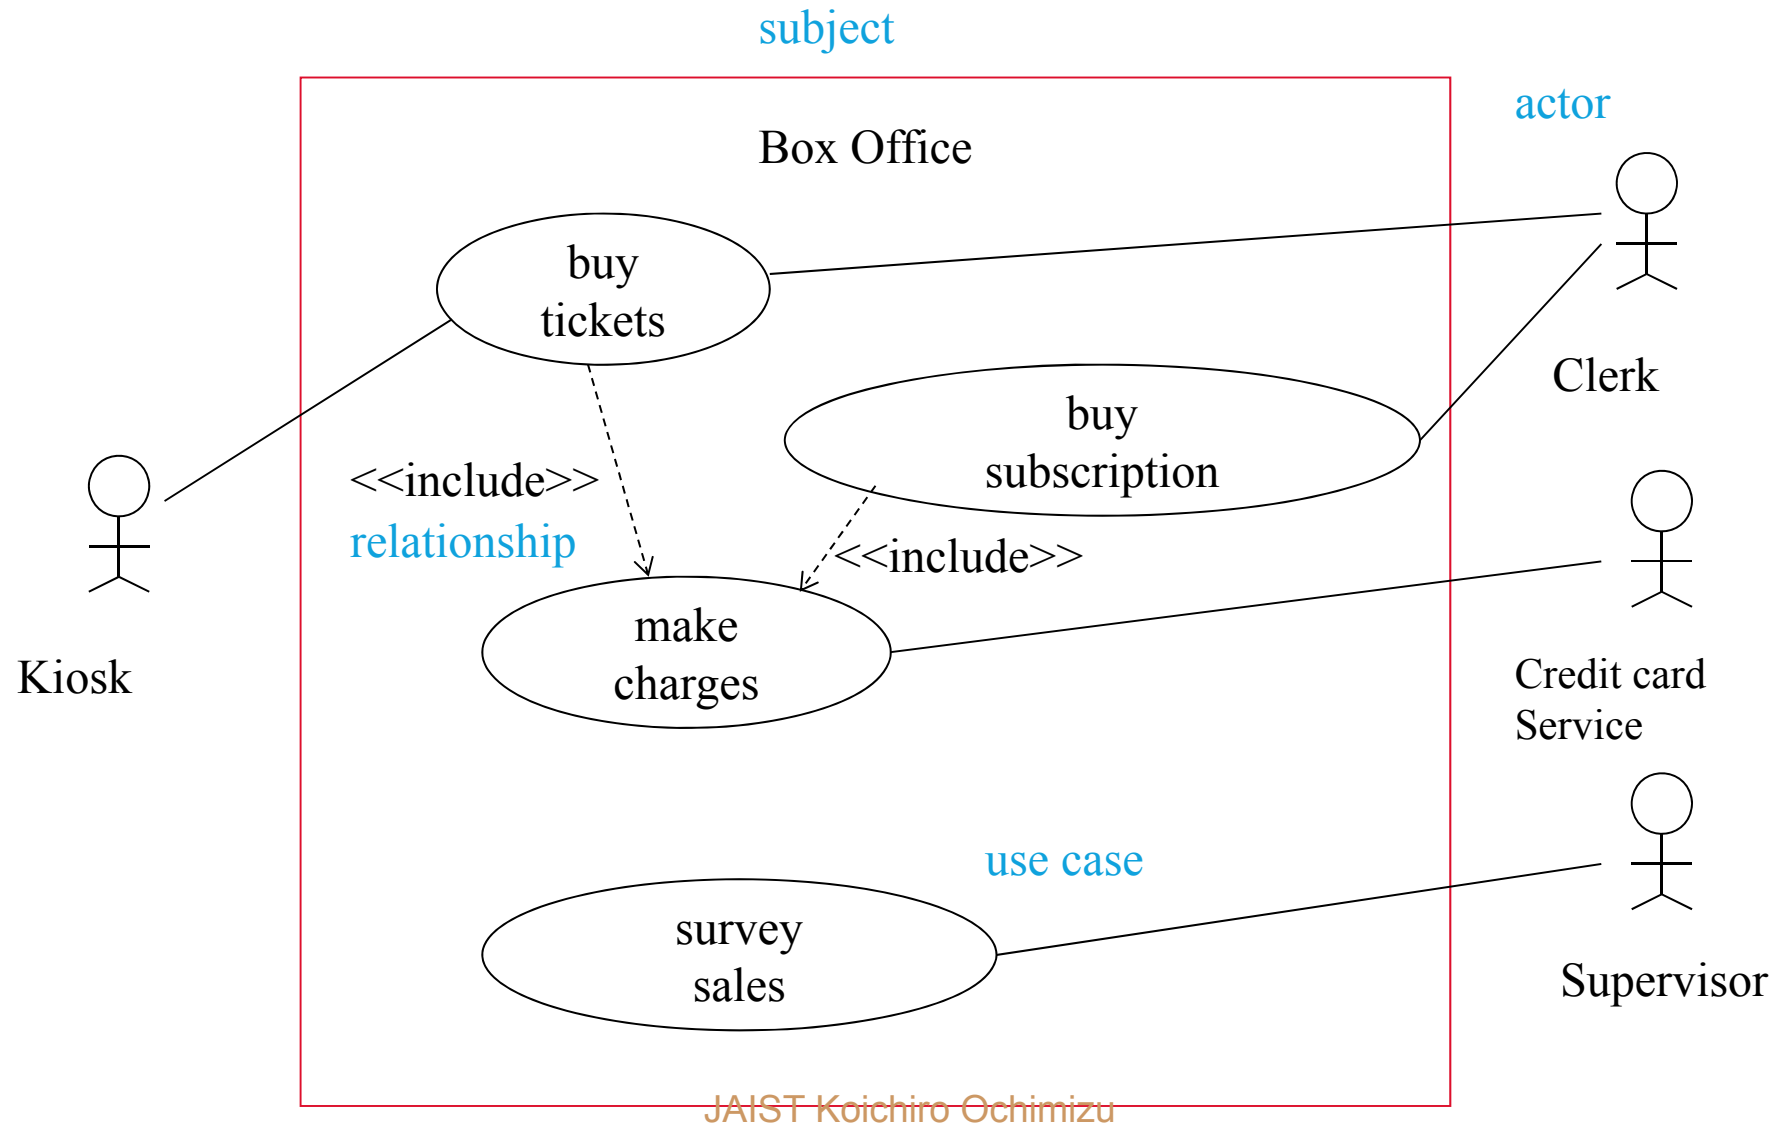 subject
actor
Box Office
buy
tickets
Clerk
buy
subscription
<<include>>
relationship
<<include>>
make
charges
Kiosk
Credit card
Service
use case
survey
sales
Supervisor
JAIST Koichiro Ochimizu